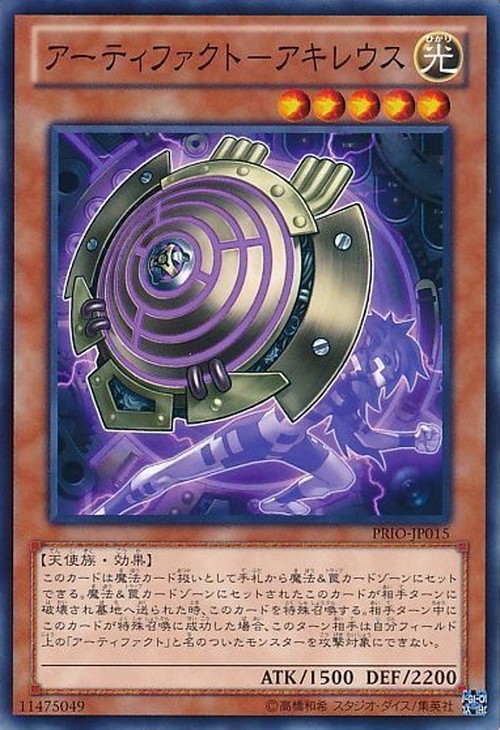 アーティファクトーアキレウス
光
PRIO-JP015
【天使族・効果】
このカードは魔法カード扱いとして手札から魔法&罠カードゾーンにセット
できる。魔法&罠カードゾーンにセットされたこのカードが相手ターンに
破壊され墓地へ送られた時、このカードを特殊召喚する。相手ターン中に
このカードが特殊召喚に成功した場合、このターン相手は自分フィールド
上の「アーティファクト」と名のついたモンスターを攻撃対象にできない。
ATK/1500 DEF/2200
11475049
©高橋和希 スタジオ・ダイス/集英社